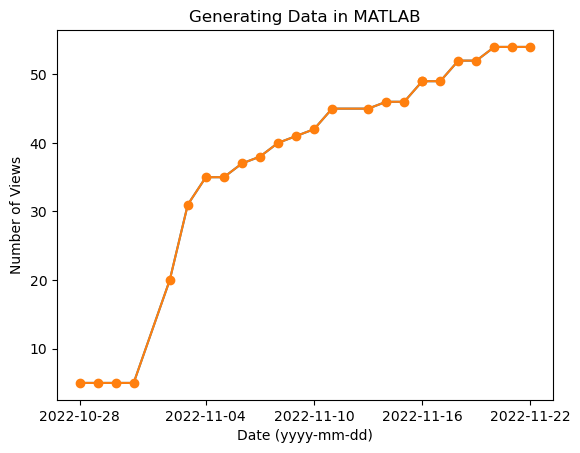 Generating Data in MATLAB
Number of Views
50
40
30
20
10
2022-10-28 2022-11-04 2022-11-10 2022-11-16 2022-11-22
Date (yyyy-mm-dd)